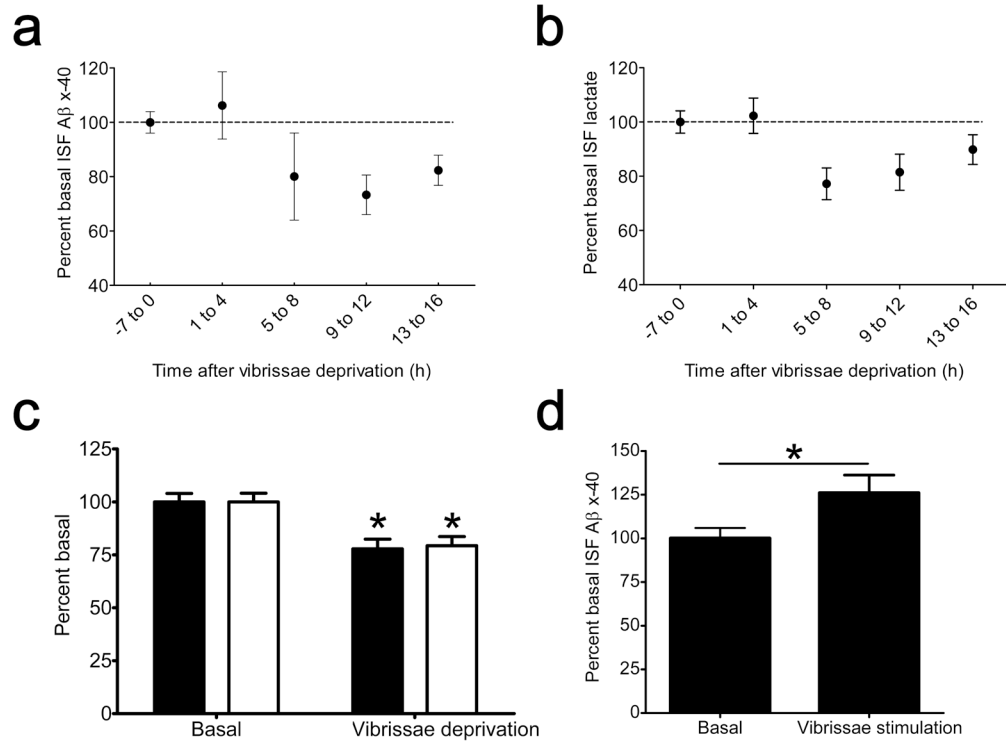 a
Percent basal ISF Aβ x-40
120
100
80
60
40
-7 to 0
1 to 4
5 to 8
9 to 12
13 to 16
Time after vibrissae deprivation (h)
b
Percent basal ISF lactate
120
100
80
60
40
-7 to 0
1 to 4
5 to 8
9 to 12
13 to 16
Time after vibrissae deprivation (h)
c
Percent basal
125
100
75
50
25
0
* *
Basal
Vibrissae deprivation
d
Percent basal ISF Aβ x-40
150
125
100
75
50
25
0
*
Basal
Vibrissae stimulation